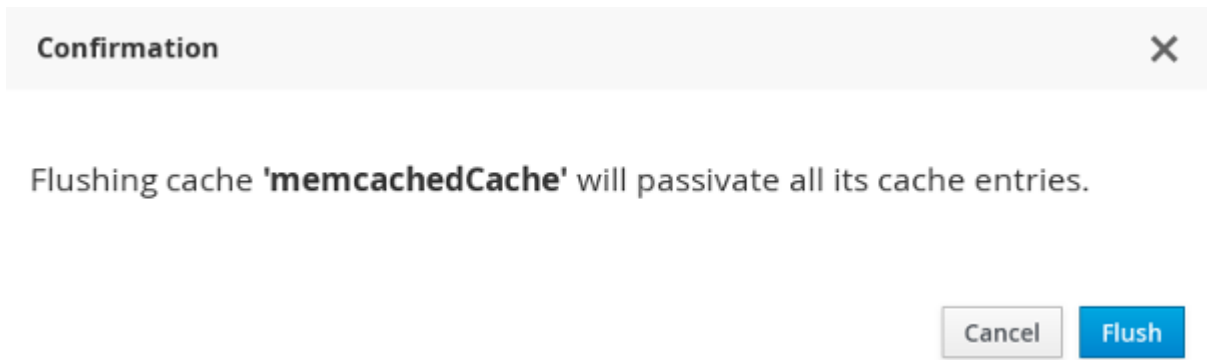 Confirmation
Flushing cache 'memcachedCache' will passivate all its cache entries.
Cancel Flush